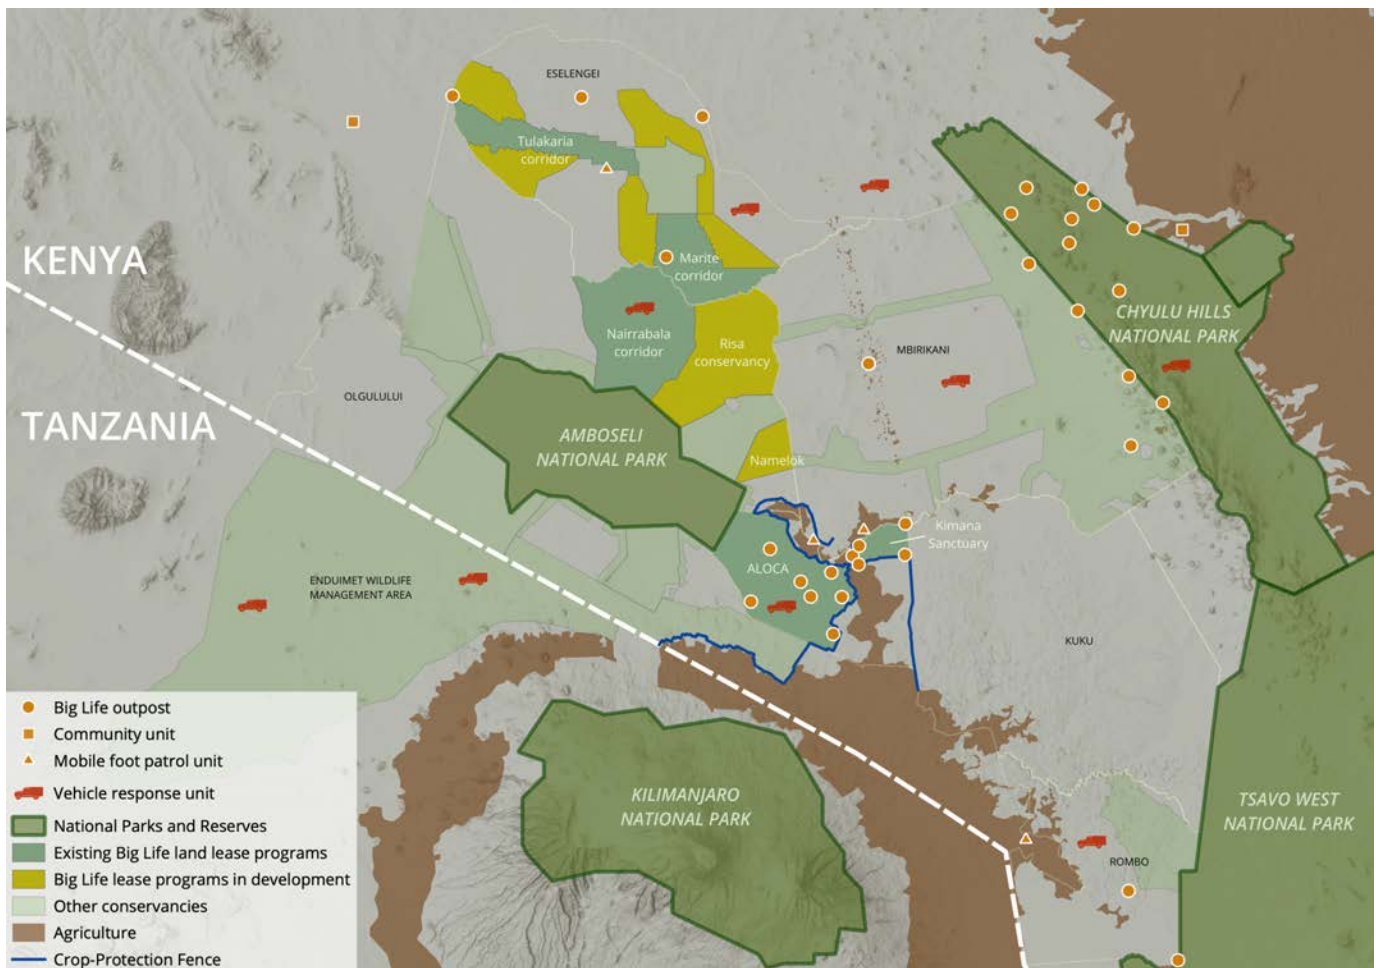 ESELENGEI
Tulakaria
corridor
KENYA
Marite
corridor
CHYULU HILLS
NATIONAL PARK
Nairrabala
corridor
Risa
conservancy
MBIRIKANI
OLGULULUI
TANZANIA
AMBOSELI
NATIONAL PARK
Namelok
Kimana
Sanctuary
ALOCA
ENDUIMET WILDLIFE
MANAGEMENT AREA
KUKU
Big Life outpost
Community unit
Mobile foot patrol unit
Vehicle response unit
National Parks and Reserves
Existing Big Life land lease programs
Big Life lease programs in development
Other conservancies
Agriculture
Crop-Protection Fence
KILIMANJARO
NATIONAL PARK
TSAVO WEST
NATIONAL PARK
ROMBO